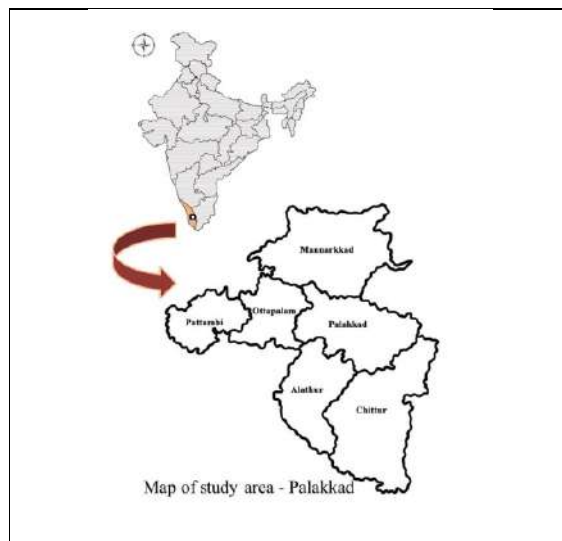 Mannarkkad
Ottapalam
Pattambi
Palakkad
Alathur
Chittur
Map of study area - Palakkad